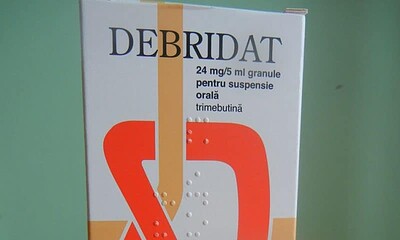 DEBRIDAT
24 mg/5 ml granule
pentru suspensie
orală
trimebutină